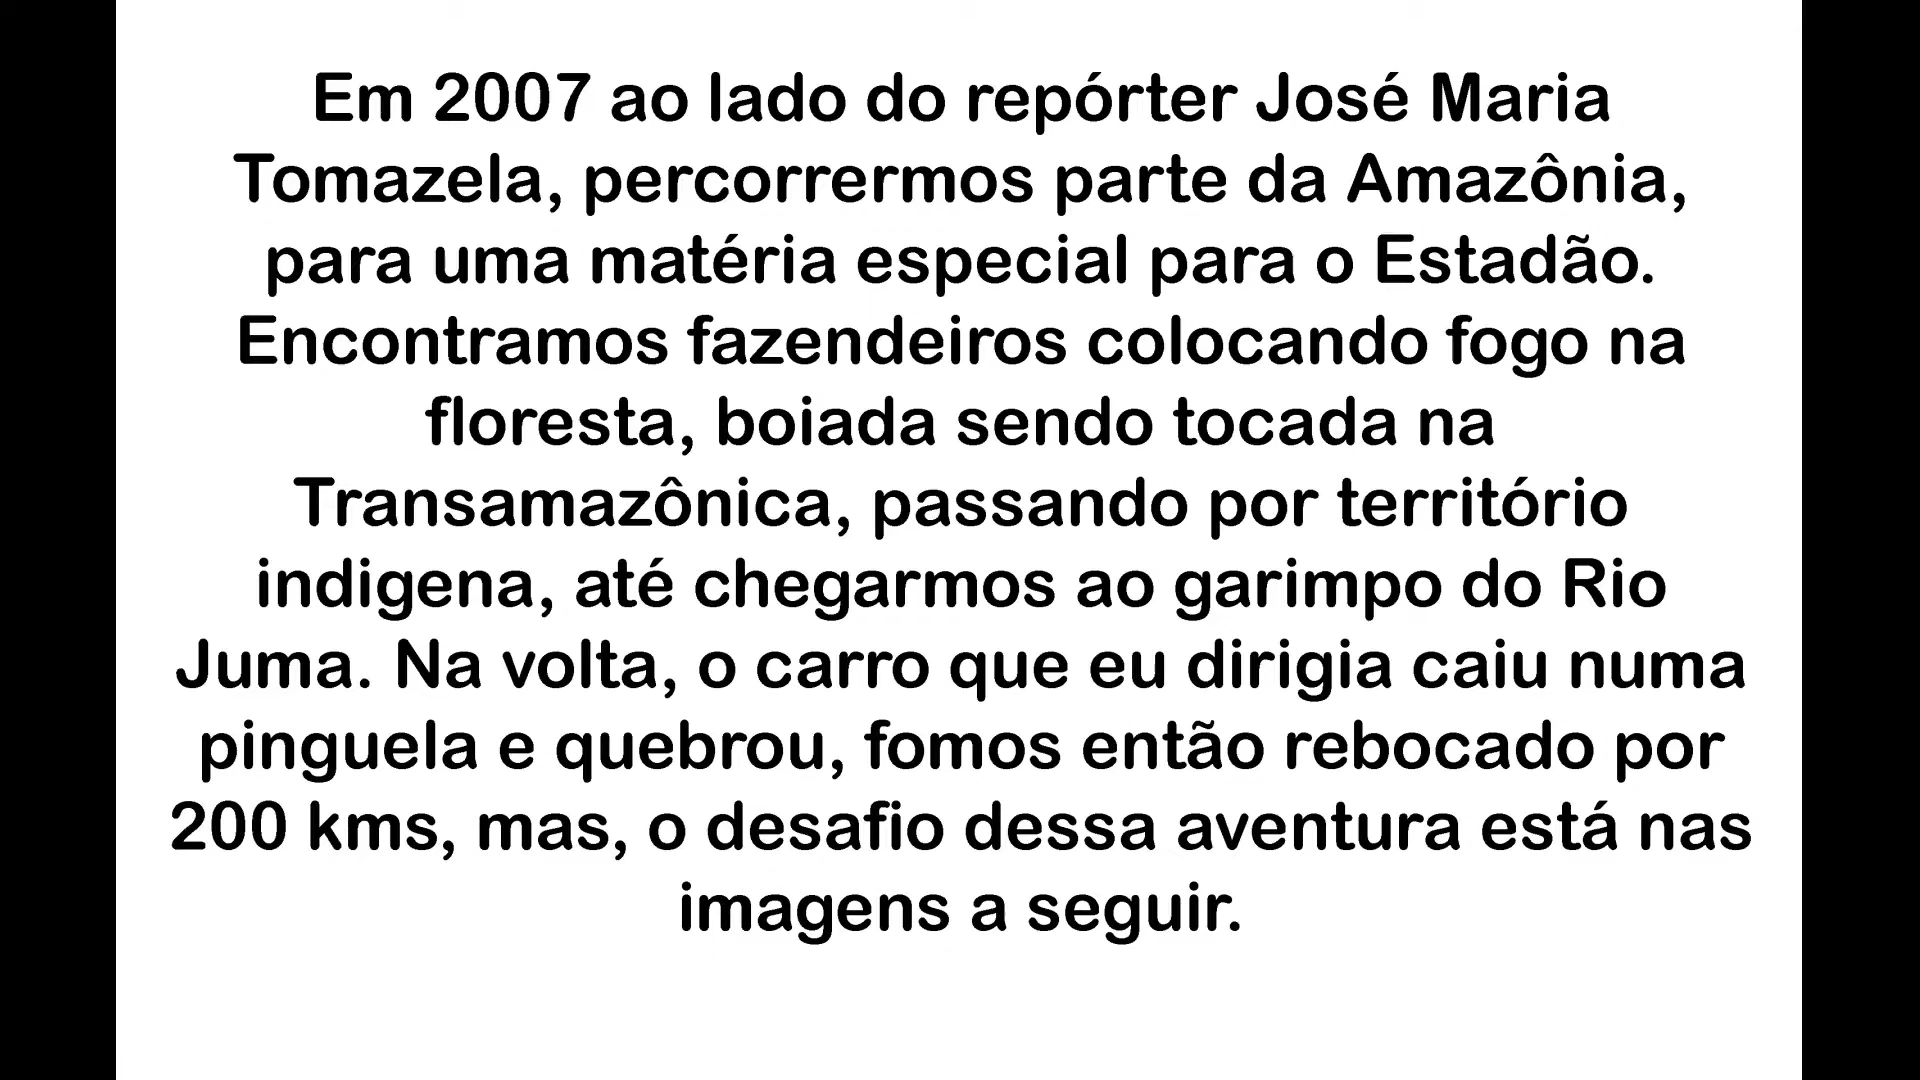 Em 2007 ao lado do repórter José Maria
Tomazela, percorrermos parte da Amazônia,
para uma matéria especial para o Estadão.
Encontramos fazendeiros colocando fogo na
floresta, boiada sendo tocada na
Transamazônica, passando por território
indigena, até chegarmos ao garimpo do Rio
Juma. Na volta, o carro que eu dirigia caiu numa
pinguela e quebrou, fomos então rebocado por
200 kms, mas, o desafio dessa aventura está nas
imagens a seguir.